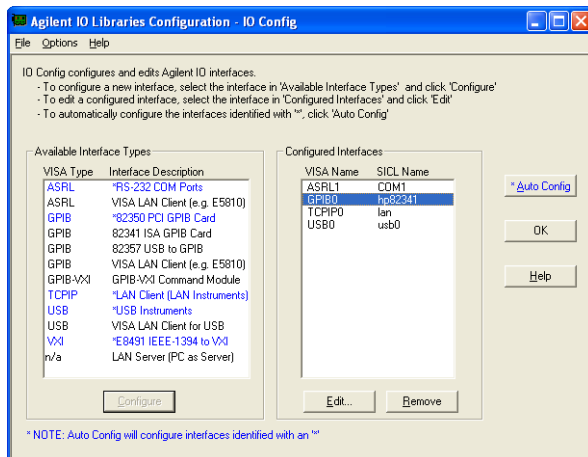 Agilent IO Libraries Configuration - IO Config
File Options Help
IO Config configures and edits Agilent IO interfaces.
- To configure a new interface, select the interface in 'Available Interface Types' and click 'Configure'
- To edit a configured interface, select the interface in 'Configured Interfaces' and click 'Edit'
- To automatically configure the interfaces identified with '*', click 'Auto Config'
Available Interface Types
VISA Type Interface Description
ASRL *RS-232 COM Ports
ASRL VISA LAN Client (e.g. E5810)
GPIB *82350 PCI GPIB Card
GPIB 82341 ISA GPIB Card
GPIB 82357 USB to GPIB
GPIB VISA LAN Client (e.g. E5810)
GPIB-VXI GPIB-VXI Command Module
TCPIP *LAN Client (LAN Instruments)
USB *USB Instruments
USB VISA LAN Client for USB
VXI *E8491 IEEE-1394 to VXI
n/a LAN Server (PC as Server)
Configure
Configured Interfaces
VISA Name SICL Name
ASRL1 COM1
GPIB0 hp82341
TCPIP0 lan
USB0 usb0
Edit... Remove
* Auto Config
OK
Help
* NOTE: Auto Config will configure interfaces identified with an '*'